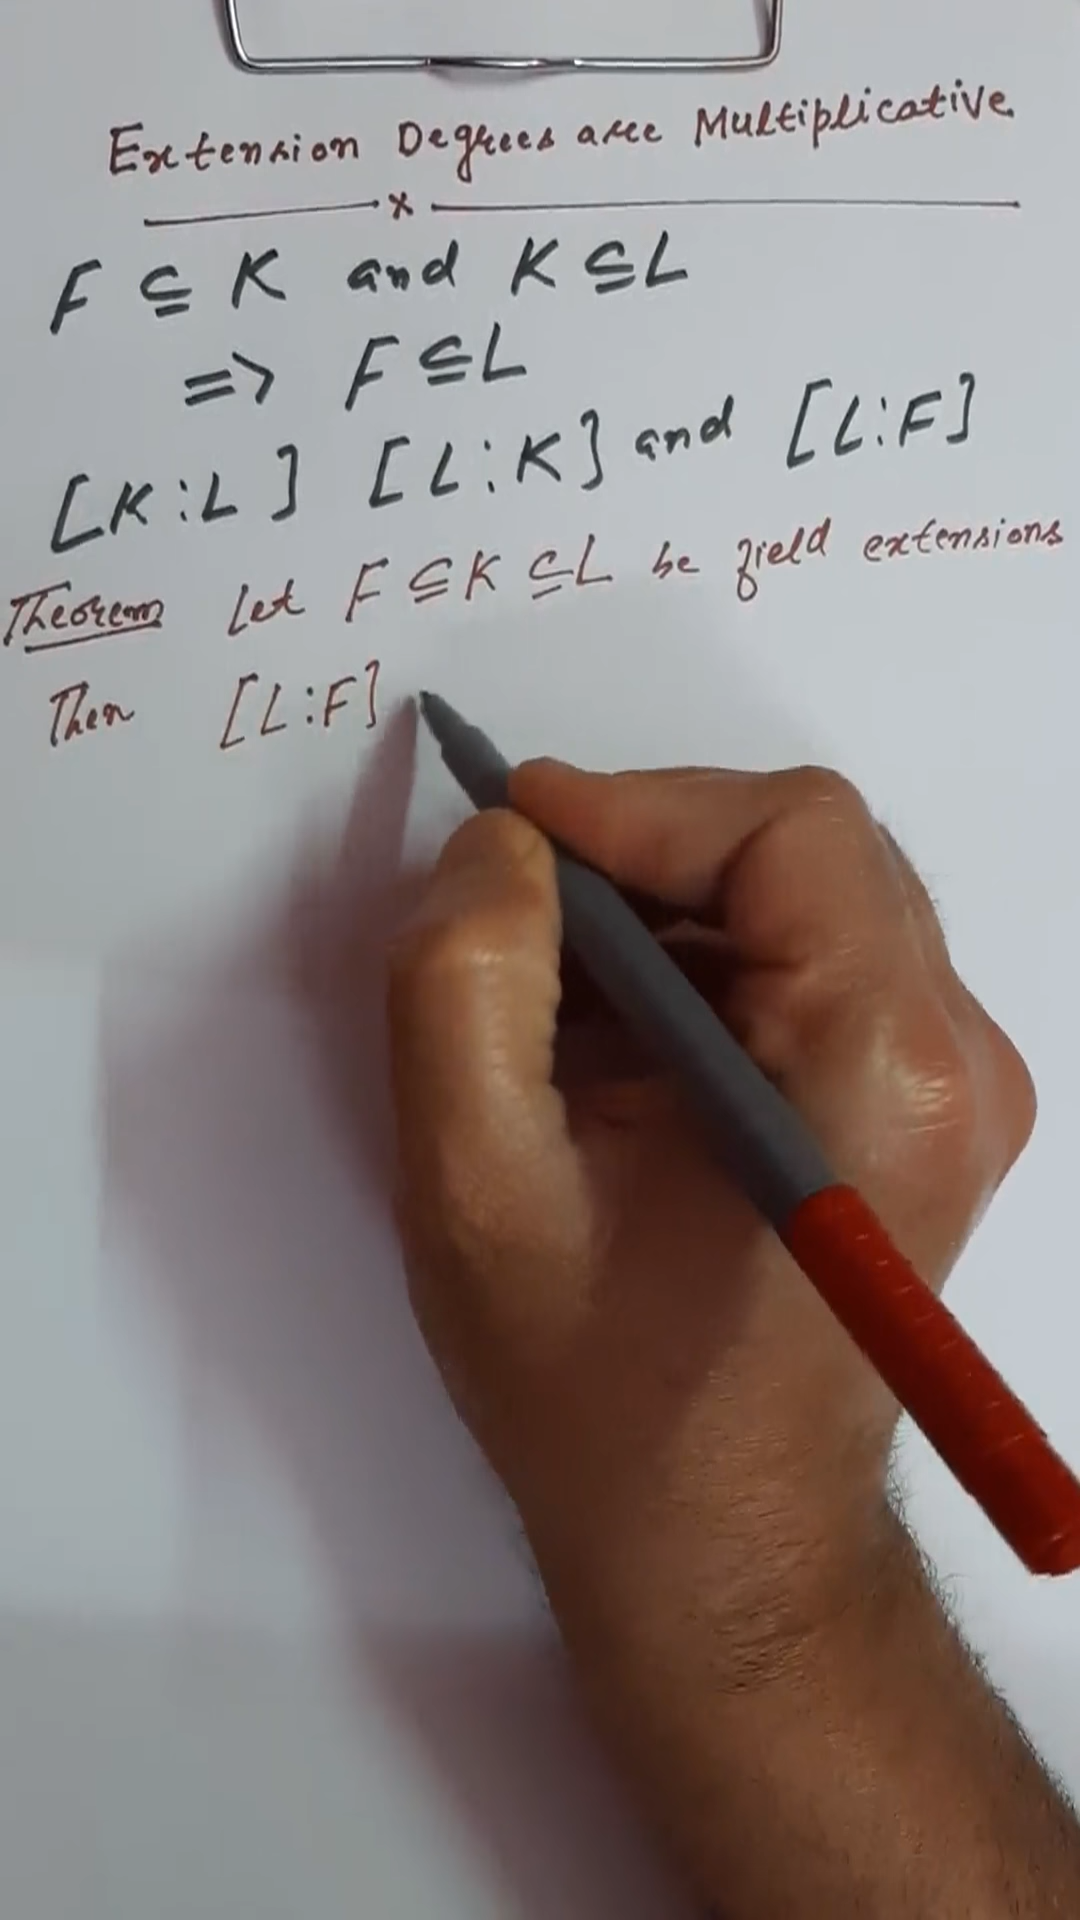 Extension Degrees are Multiplicative
x
F ⊆ K and K ⊆ L
=> F ⊆ L
[K:L] [L:K] and [L:F]
Theorem Let F ⊆ K ⊆ L be field extensions
Then [L:F]